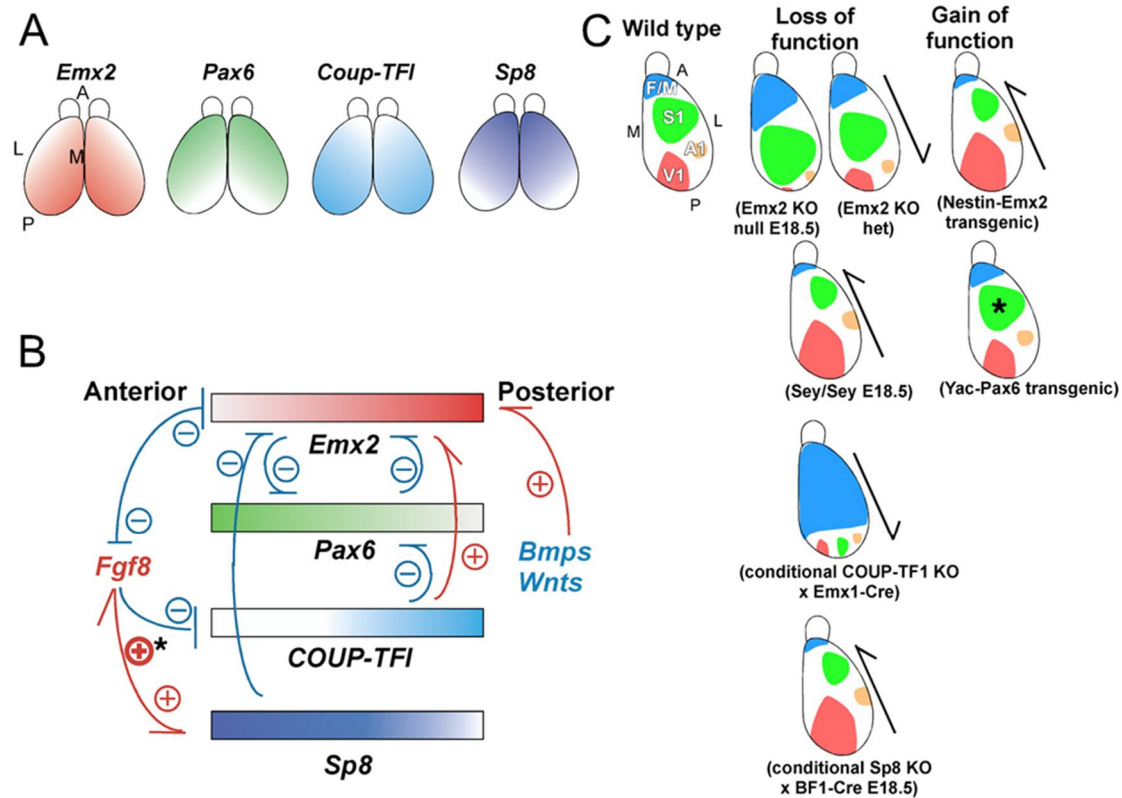 A
Emx2 Pax6 Coup-TFI Sp8
A
L
M
P
B
Anterior
Posterior
Emx2
Pax6
Fgf8
Bmps
Wnts
COUP-TFI
*
Sp8
C
Wild type
Loss of
function
Gain of
function
A
F/M
S1
M
L
A1
V1
P
(Emx2 KO
null E18.5)
(Emx2 KO
het)
(Nestin-Emx2
transgenic)
*
(Sey/Sey E18.5)
(Yac-Pax6 transgenic)
(conditional COUP-TF1 KO
x Emx1-Cre)
(conditional Sp8 KO
x BF1-Cre E18.5)